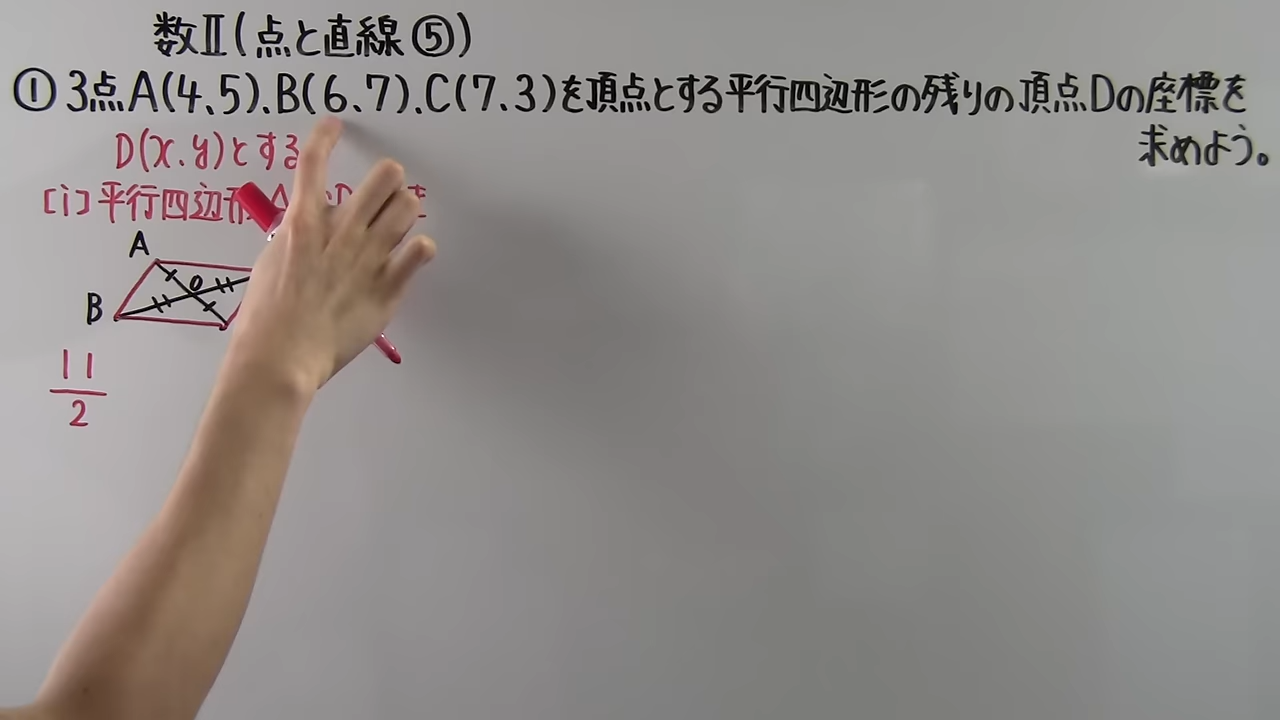 数Ⅱ(点と直線⑤)
① 3点A(4、5).B(6、7).C(7、3)を頂点とする平行四辺形の残りの頂点Dの座標を
求めよう。
D(x.y)とする
[i]平行四辺形
A
O
B
11
2